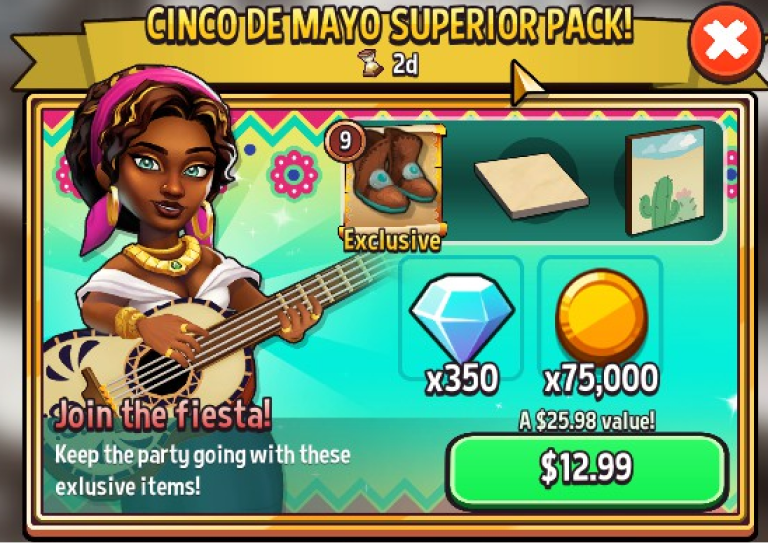 CINCO DE MAYO SUPERIOR PACK!
2d
9
Exclusive
x350
x75,000
Join the fiesta!
Keep the party going with these
exlusive items!
A $25.98 value!
$12.99